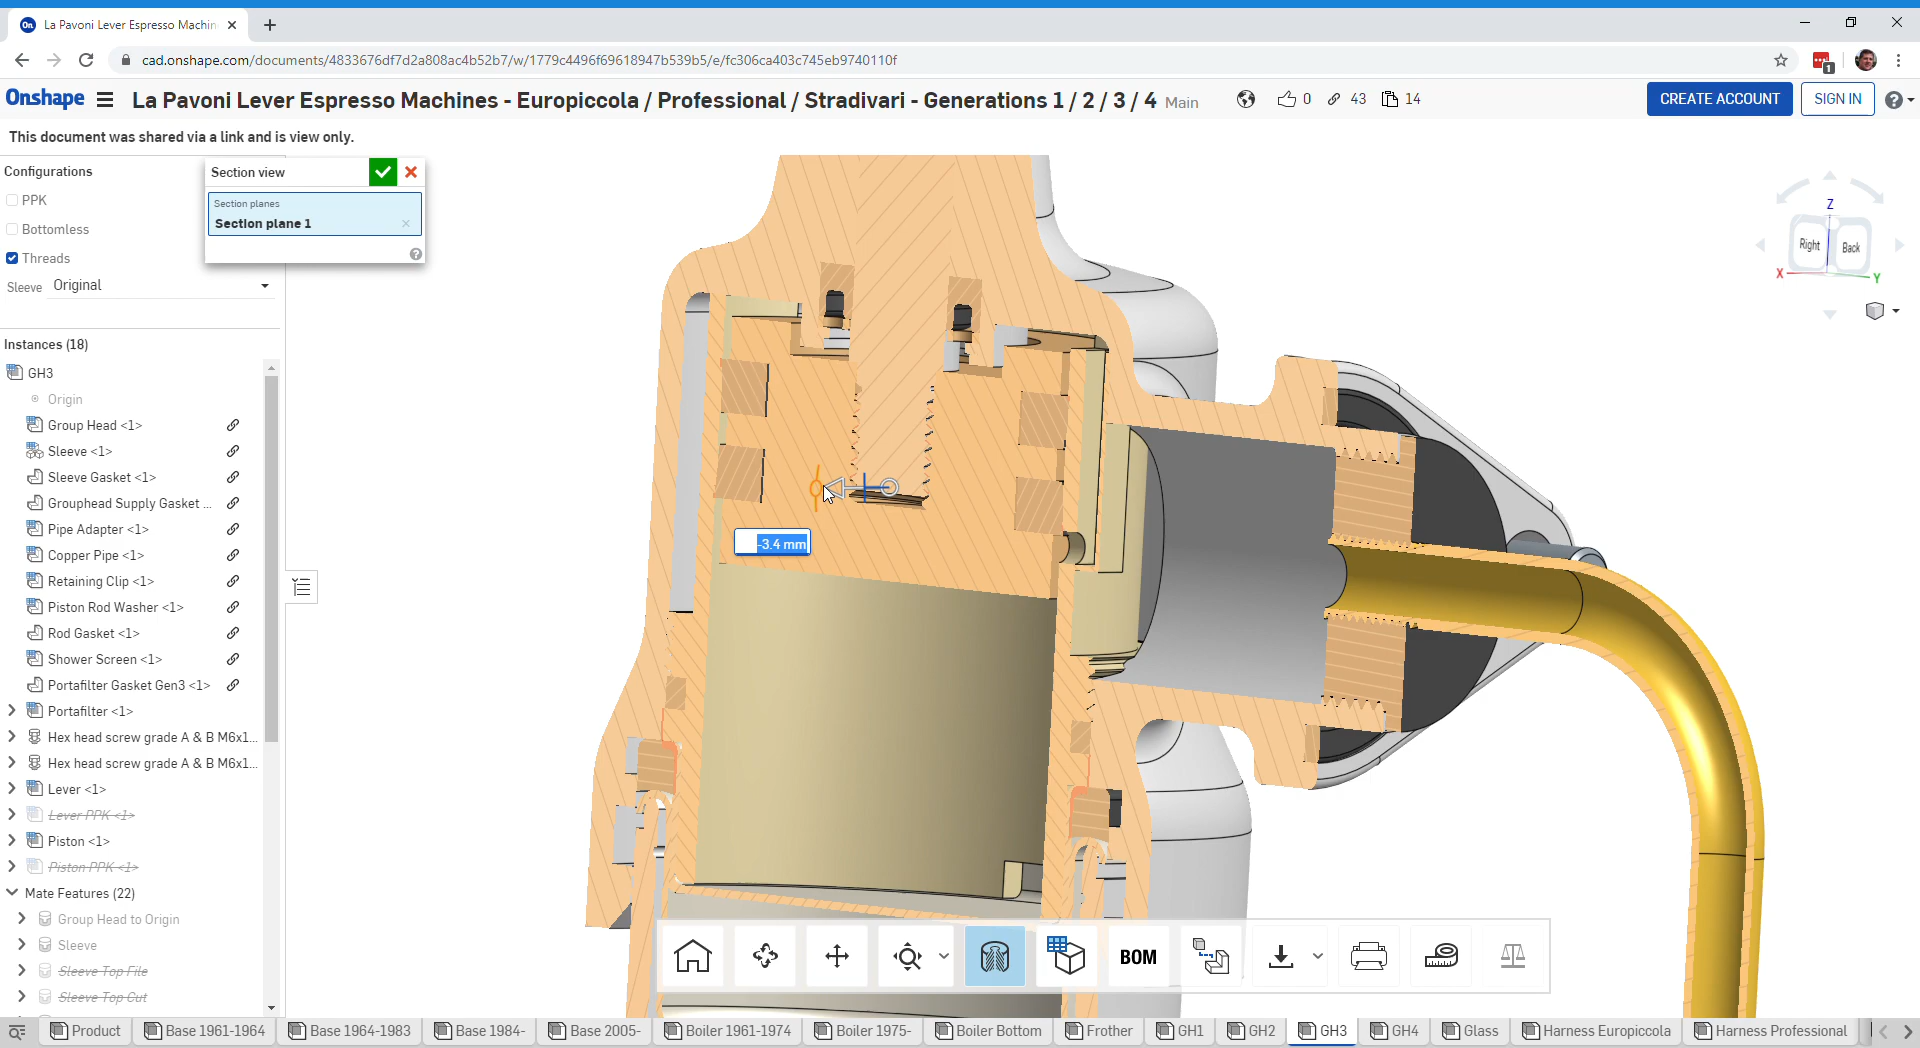 La Pavoni Lever Espresso Machin
cad.onshape.com/documents/4833676df7d2a808ac4b52b7/w/1779c4496f69618947b539b5/e/fc306ca403c745eb9740110f
1
Onshape
La Pavoni Lever Espresso Machines - Europiccola / Professional / Stradivari - Generations 1 / 2 / 3 / 4 Main
0
43
14
CREATE ACCOUNT
SIGN IN
This document was shared via a link and is view only.
Configurations
PPK
Bottomless
Threads
Sleeve Original
Section view
Section planes
Section plane 1
Instances (18)
GH3
Origin
Group Head <1>
Sleeve <1>
Sleeve Gasket <1>
Grouphead Supply Gasket ...
Pipe Adapter <1>
Copper Pipe <1>
Retaining Clip <1>
Piston Rod Washer <1>
Rod Gasket <1>
Shower Screen <1>
Portafilter Gasket Gen3 <1>
Portafilter <1>
Hex head screw grade A & B M6x1...
Hex head screw grade A & B M6x1...
Lever <1>
Lever PPK <1>
Piston <1>
Piston PPK <1>
Mate Features (22)
Group Head to Origin
Sleeve
Sleeve Top File
Sleeve Top Cut
-3.4 mm
Z
Right
Back
X
Y
BOM
Product
Base 1961-1964
Base 1964-1983
Base 1984-
Base 2005-
Boiler 1961-1974
Boiler 1975-
Boiler Bottom
Frother
GH1
GH2
GH3
GH4
Glass
Harness Europiccola
Harness Professional